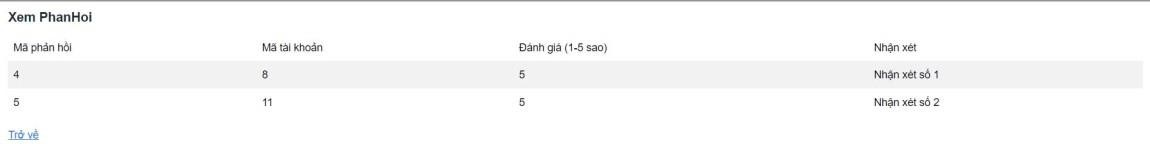 Xem PhanHoi
Mã phản hồi Mã tài khoản Đánh giá (1-5 sao) Nhận xét
4 8 5 Nhận xét số 1
5 11 5 Nhận xét số 2
Trở về